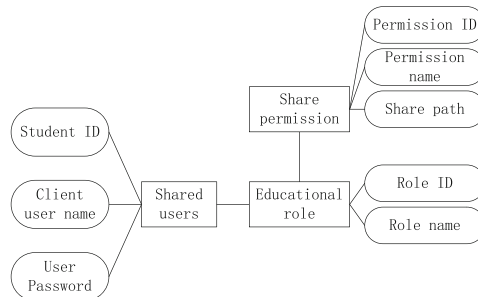 Permission ID
Permission
name
Share
permission
Share path
Student ID
Client
user name
Shared
users
Educational
role
Role ID
Role name
User
Password